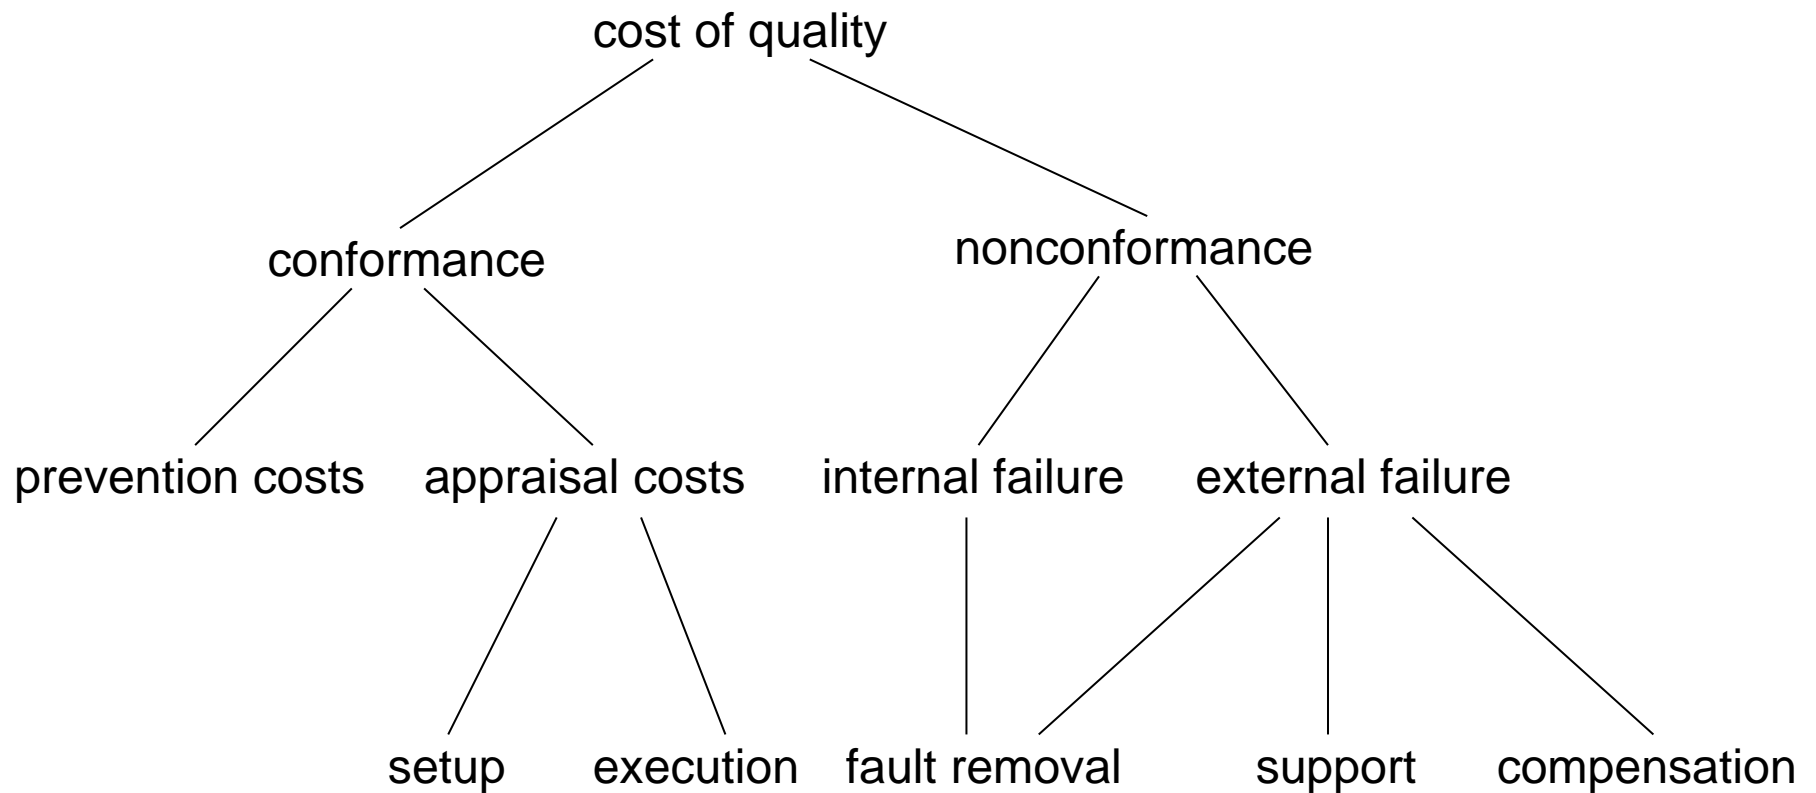 cost of quality
conformance
nonconformance
prevention costs
appraisal costs
internal failure
external failure
setup
execution
fault removal
support
compensation